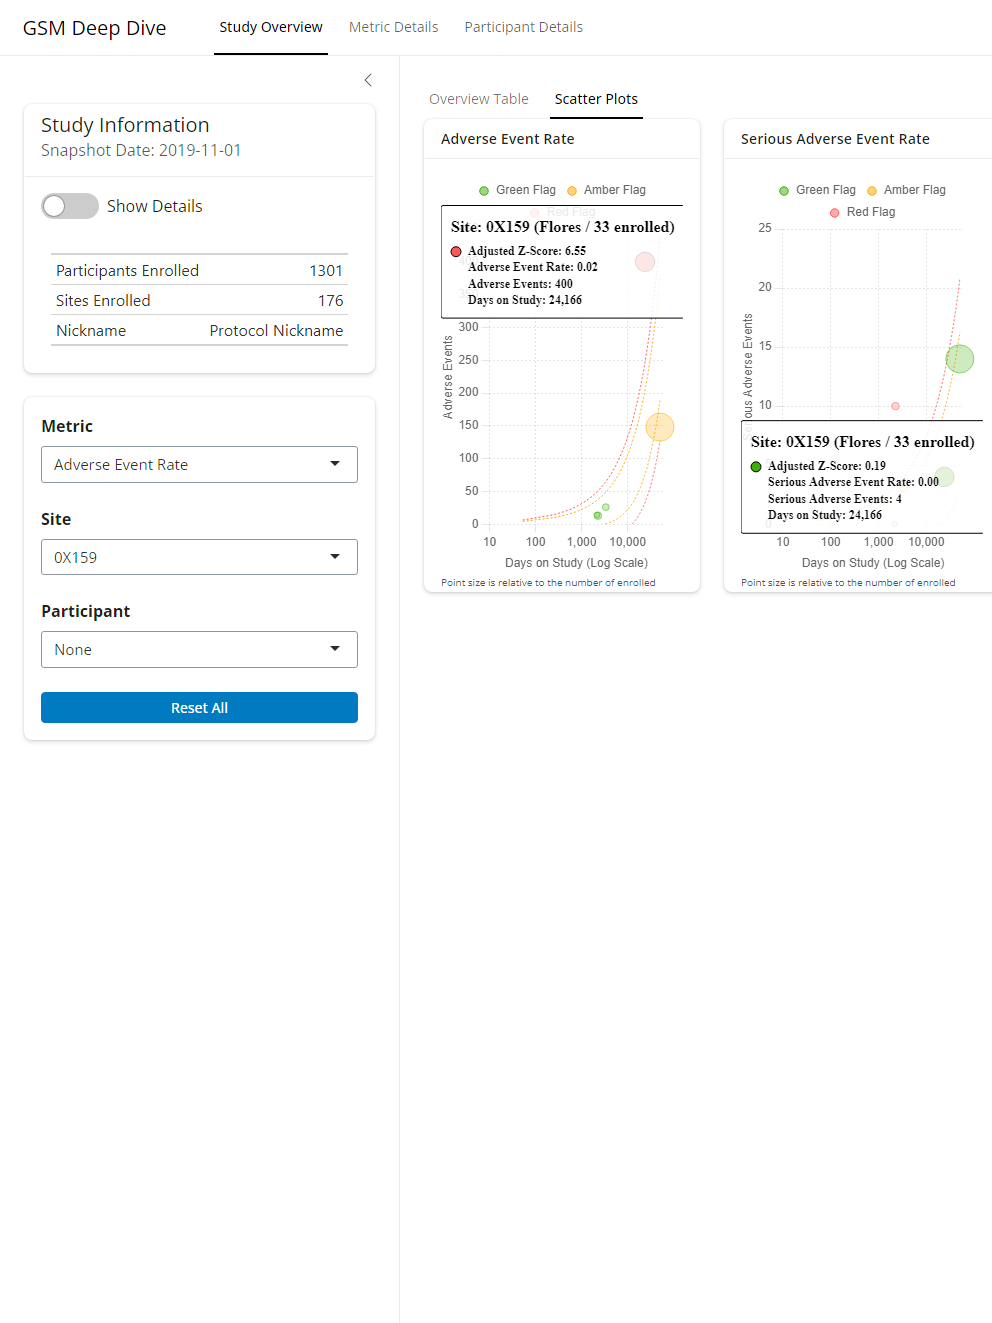 GSM Deep Dive
Study Overview
Metric Details
Participant Details
Study Information
Snapshot Date: 2019-11-01
Show Details
Participants Enrolled 1301
Sites Enrolled 176
Nickname Protocol Nickname
Metric
Adverse Event Rate
Site
0X159
Participant
None
Reset All
Overview Table
Scatter Plots
Adverse Event Rate
Green Flag
Amber Flag
Red Flag
Site: 0X159 (Flores / 33 enrolled)
Adjusted Z-Score: 6.55
Adverse Event Rate: 0.02
Adverse Events: 400
Days on Study: 24,166
300
250
200
150
100
50
0
Adverse Events
10 100 1,000 10,000
Days on Study (Log Scale)
Point size is relative to the number of enrolled
Serious Adverse Event Rate
Green Flag
Amber Flag
Red Flag
25
20
15
10
Adverse Events
Site: 0X159 (Flores / 33 enrolled)
Adjusted Z-Score: 0.19
Serious Adverse Event Rate: 0.00
Serious Adverse Events: 4
Days on Study: 24,166
10 100 1,000 10,000
Days on Study (Log Scale)
Point size is relative to the number of enrolled